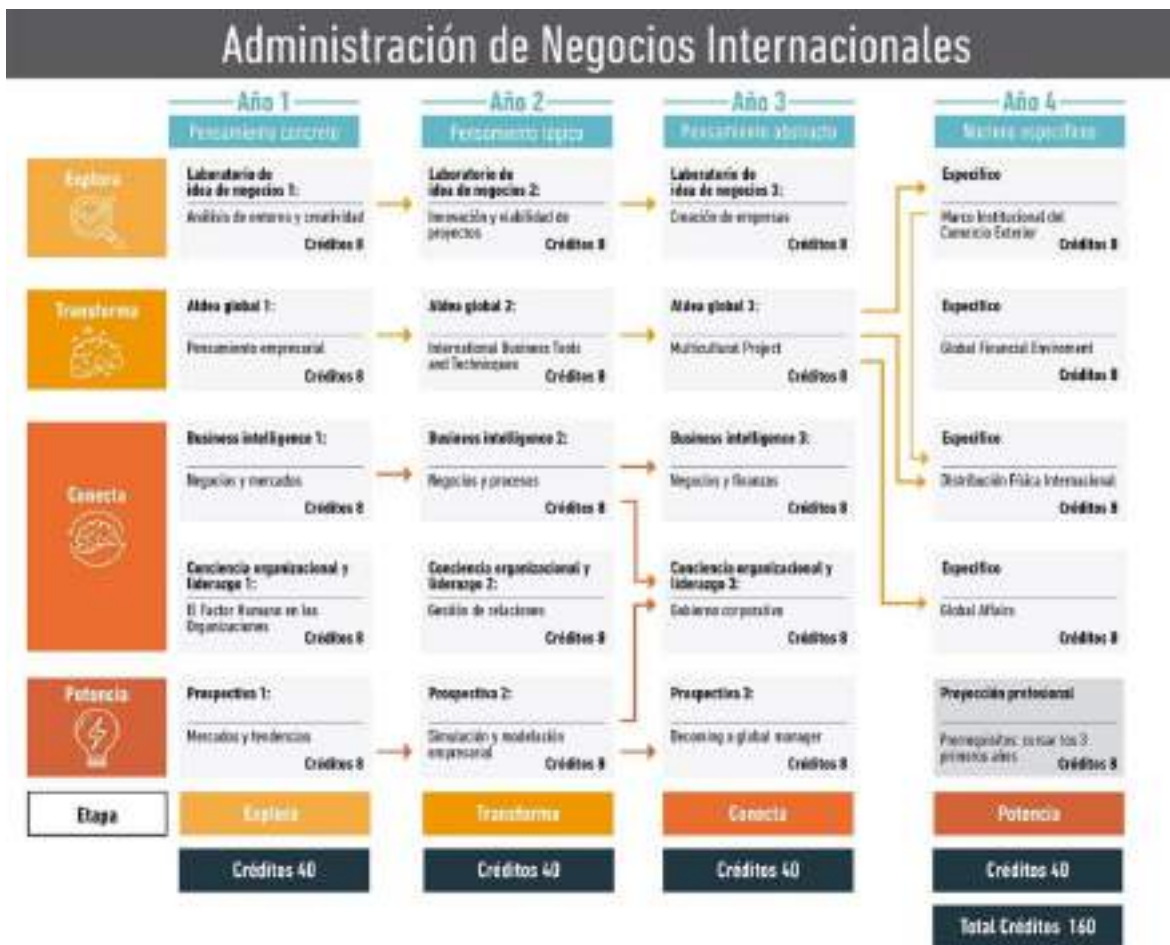 Administración de Negocios Internacionales
Año 1
Año 2
Año 3
Año 4
Pensamiento concreto
Pensamiento lógico
Pensamiento abstracto
Núcleo específico
Explora
Laboratorio de
idea de negocios 1:
Análisis de entorno y creatividad
Créditos 8
Laboratorio de
idea de negocios 2:
Innovación y viabilidad de
proyectos
Créditos 8
Laboratorio de
idea de negocios 3:
Creación de empresas
Créditos 8
Específico
Marco Institucional del
Comercio Exterior
Créditos 8
Transforma
Aldea global 1:
Pensamiento empresarial
Créditos 8
Aldea global 2:
International Business Tools
and Techniques
Créditos 8
Aldea global 3:
Multicultural Project
Créditos 8
Específico
Global Financial Enviroment
Créditos 8
Conecta
Business intelligence 1:
Negocios y mercados
Créditos 8
Business intelligence 2:
Negocios y procesos
Créditos 8
Business intelligence 3:
Negocios y finanzas
Créditos 8
Específico
Distribución Física Internacional
Créditos 8
Conciencia organizacional y
liderazgo 1:
El Factor Humano en las
Organizaciones
Créditos 8
Conciencia organizacional y
liderazgo 2:
Gestión de relaciones
Créditos 8
Conciencia organizacional y
liderazgo 3:
Gobierno corporativo
Créditos 8
Específico
Global Affairs
Créditos 8
Potencia
Prospectiva 1:
Mercados y tendencias
Créditos 8
Prospectiva 2:
Simulación y modelación
empresarial
Créditos 8
Prospectiva 3:
Becoming a global manager
Créditos 8
Proyección profesional
Prerrequisitos: cursar los 3
primeros años
Créditos 8
Etapa
Explora
Transforma
Conecta
Potencia
Créditos 40
Créditos 40
Créditos 40
Créditos 40
Total Créditos 160